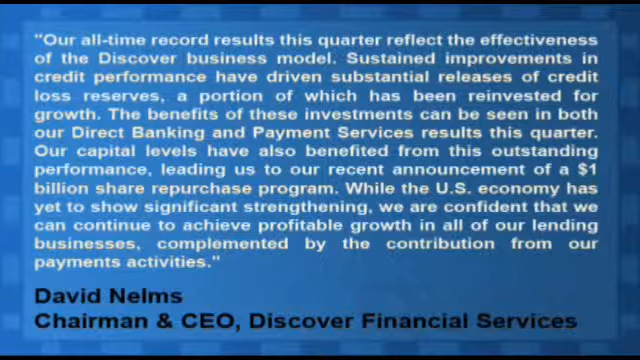 "Our all-time record results this quarter reflect the effectiveness
of the Discover business model. Sustained improvements in
credit performance have driven substantial releases of credit
loss reserves, a portion of which has been reinvested for
growth. The benefits of these investments can be seen in both
our Direct Banking and Payment Services results this quarter.
Our capital levels have also benefited from this outstanding
performance, leading us to our recent announcement of a $1
billion share repurchase program. While the U.S. economy has
yet to show significant strengthening, we are confident that we
can continue to achieve profitable growth in all of our lending
businesses, complemented by the contribution from our
payments activities."
David Nelms
Chairman & CEO, Discover Financial Services